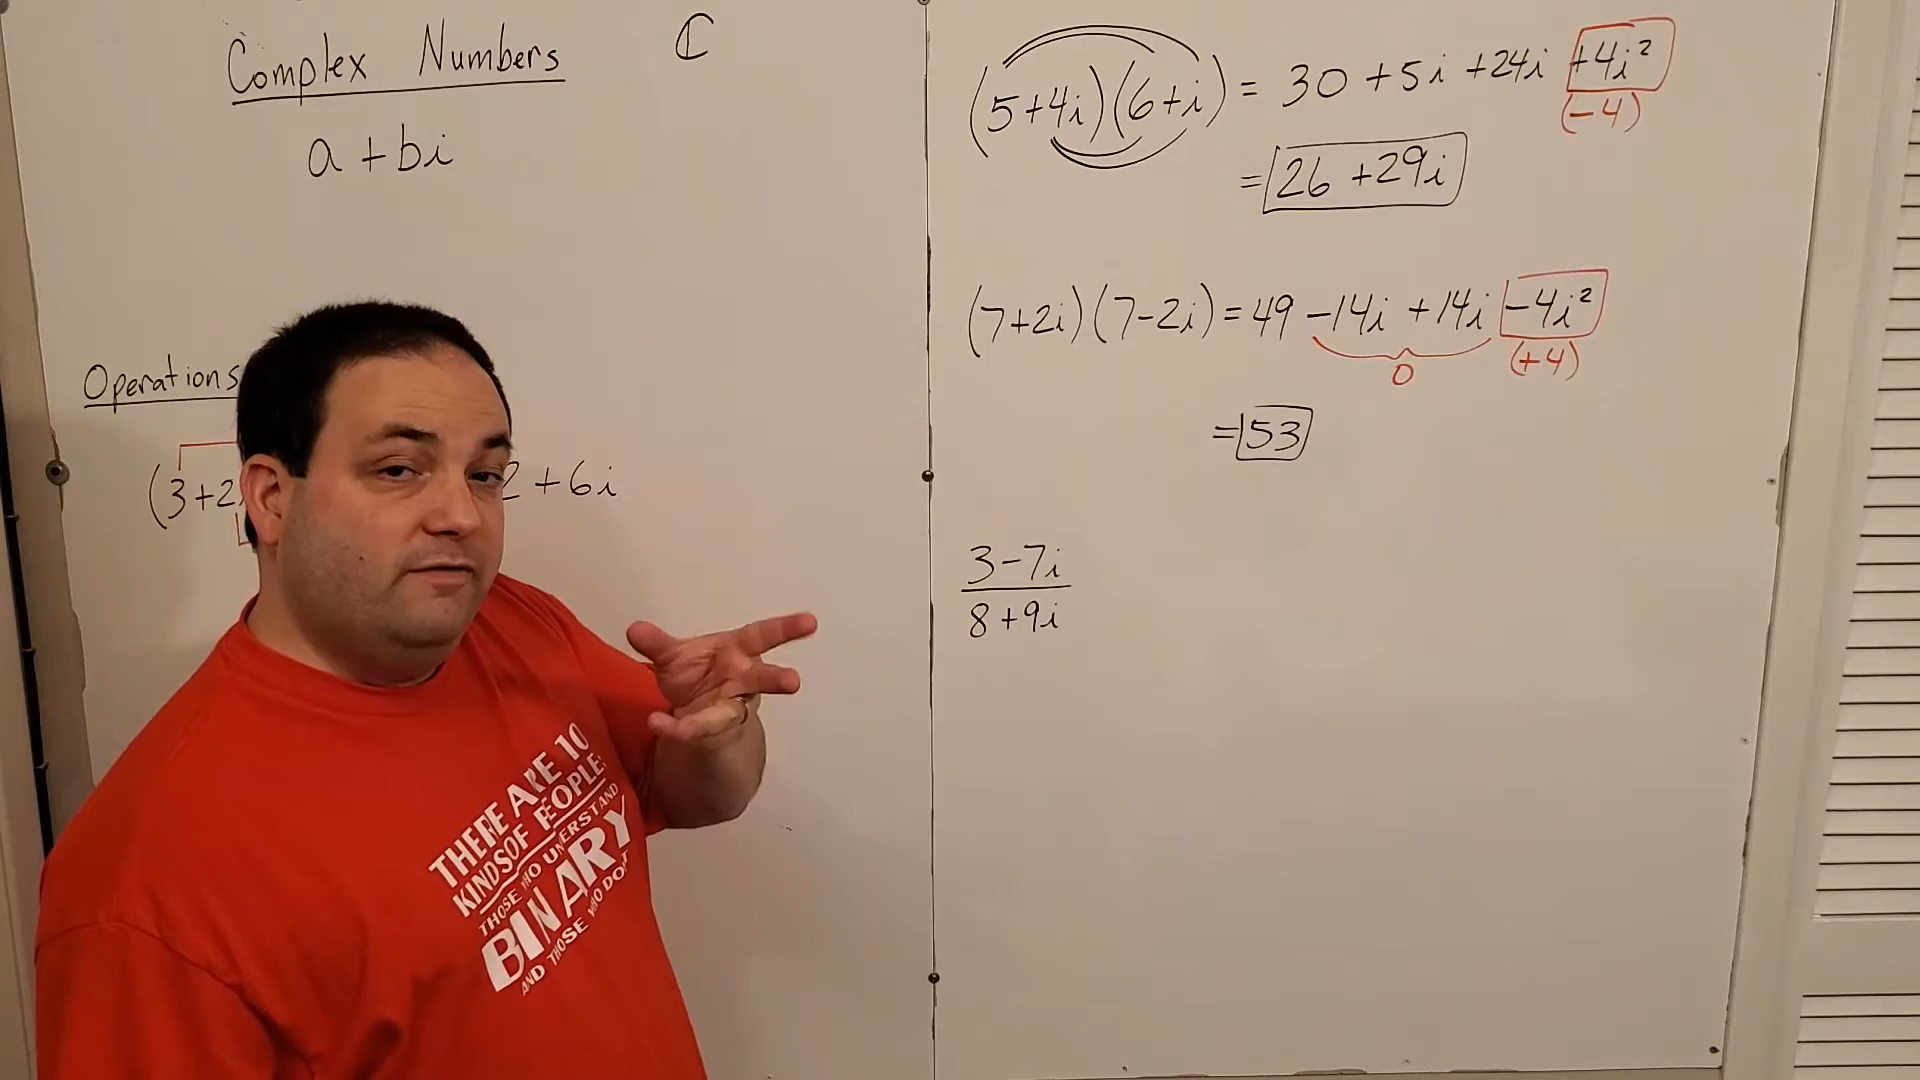 Complex Numbers ℂ
a + bi
Operations
(3+2
2 + 6i
(5+4i)(6+i) = 30 + 5i + 24i + 4i²
(-4)
= 26 + 29i
(7+2i)(7-2i) = 49 - 14i + 14i - 4i²
0 (+4)
= 53
3-7i
8+9i
THERE ARE 10
KINDS OF PEOPLE:
THOSE WHO UNDERSTAND
BINARY
AND THOSE WHO DON'T